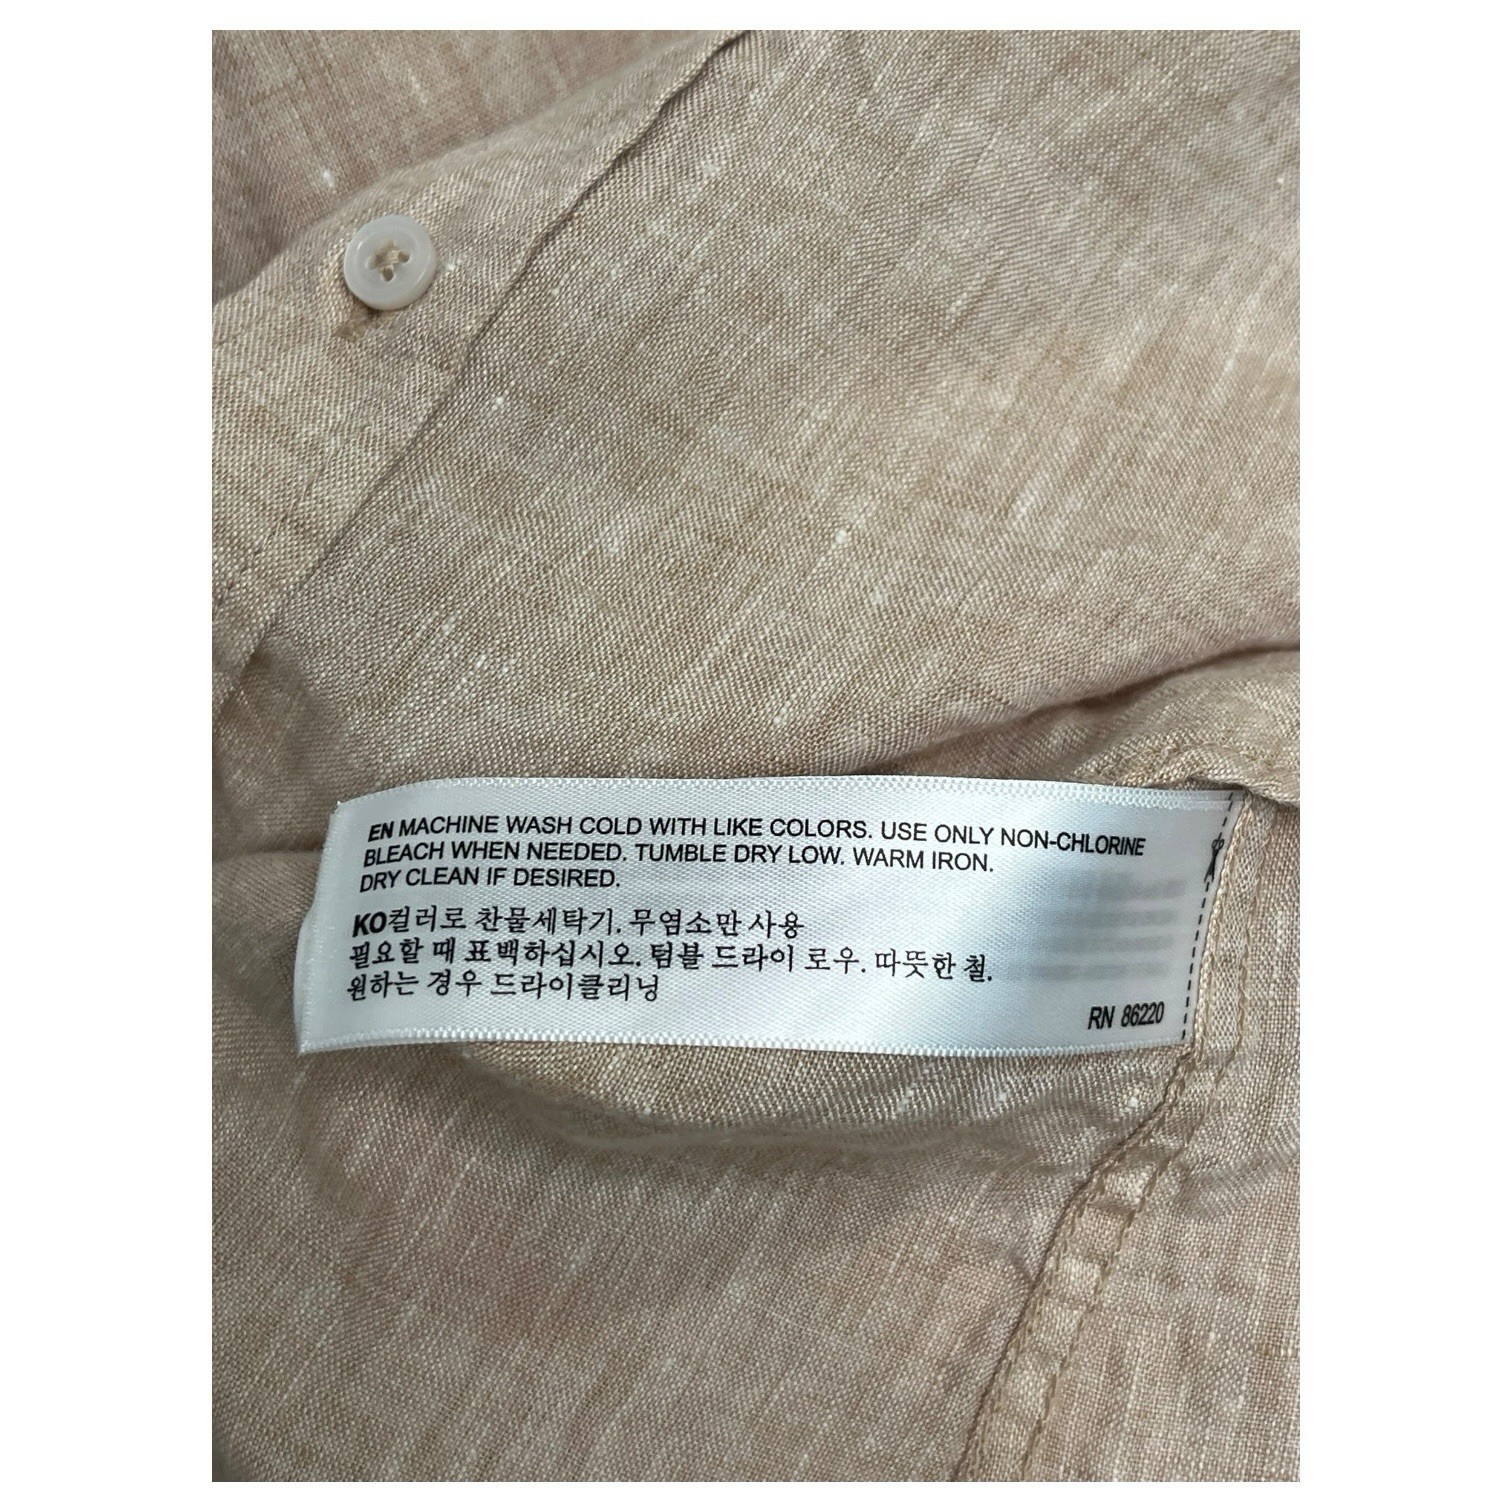 EN MACHINE WASH COLD WITH LIKE COLORS. USE ONLY NON-CHLORINE
BLEACH WHEN NEEDED. TUMBLE DRY LOW. WARM IRON.
DRY CLEAN IF DESIRED.
KO컬러로 찬물세탁기. 무염소만 사용
필요할 때 표백하십시오. 텀블 드라이 로우. 따뜻한 철.
원하는 경우 드라이클리닝
RN 86220